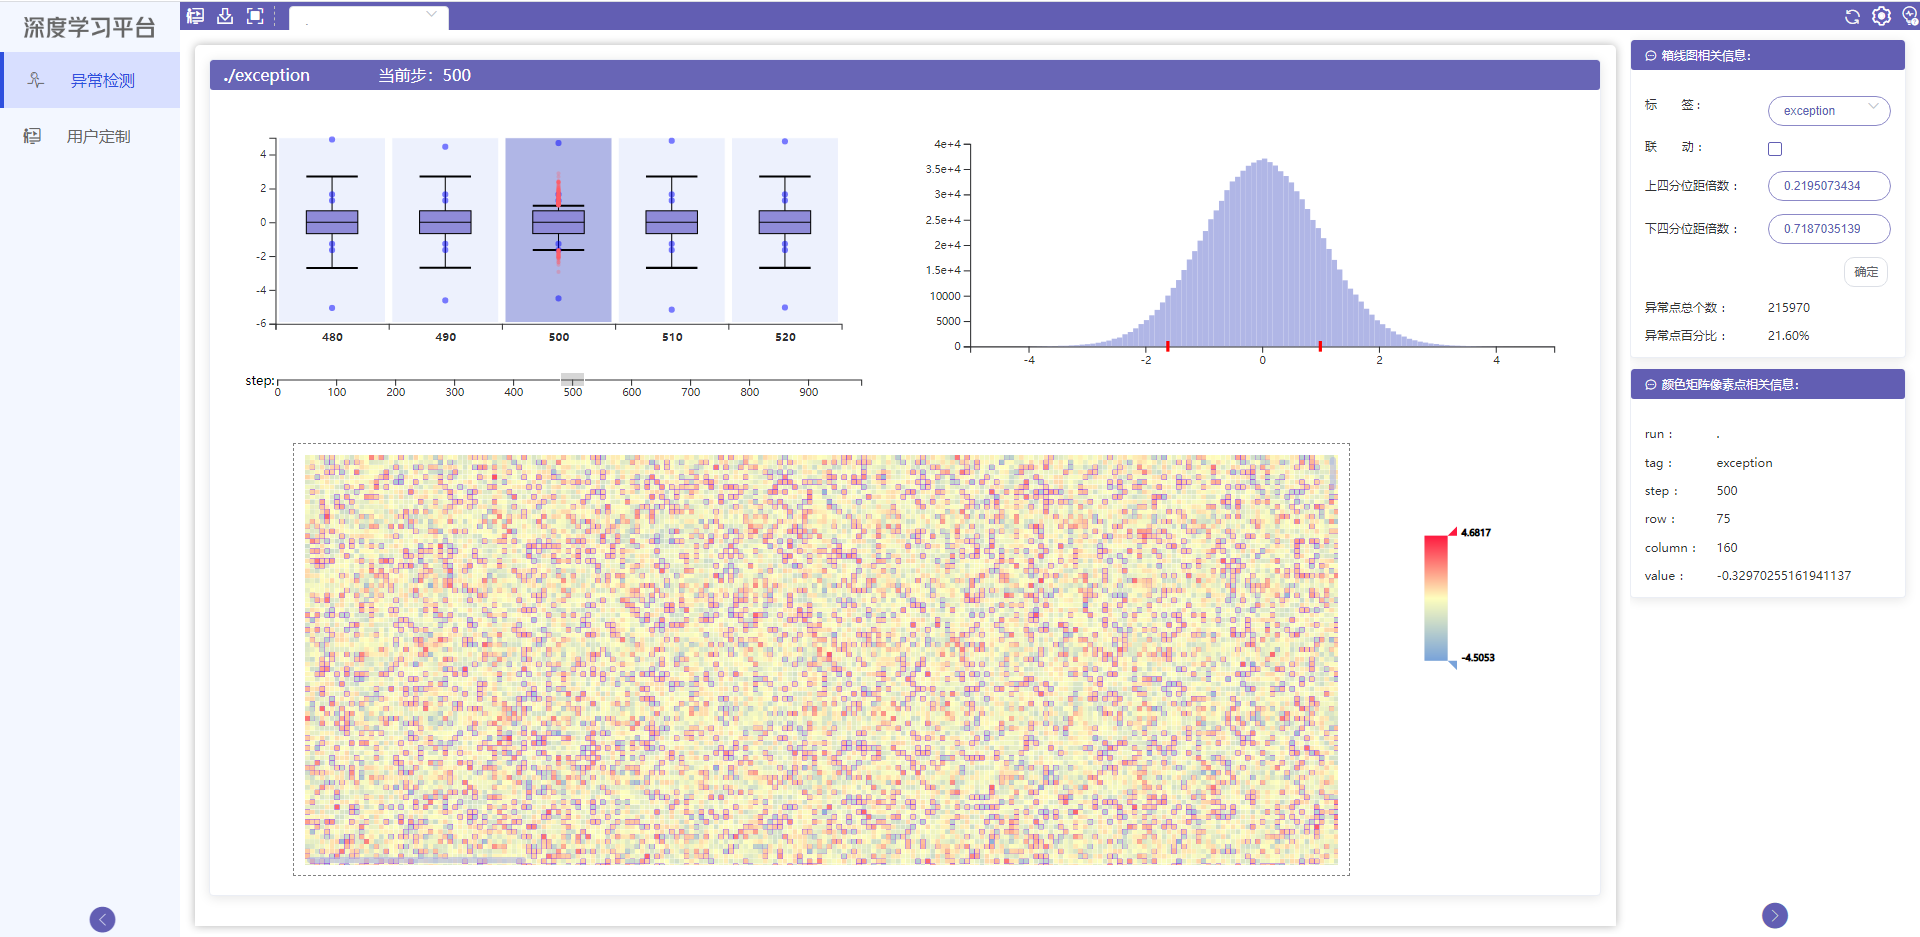 深度学习平台
异常检测
用户定制
.
./exception 当前步：500
4
2
0
-2
-4
-6
480 490 500 510 520
step:
0 100 200 300 400 500 600 700 800 900
4e+4
3.5e+4
3e+4
2.5e+4
2e+4
1.5e+4
10000
5000
0
-4 -2 0 2 4
4.6817
-4.5053
箱线图相关信息:
标 签： exception
联 动：
上四分位距倍数： 0.2195073434
下四分位距倍数： 0.7187035139
确定
异常点总个数： 215970
异常点百分比： 21.60%
颜色矩阵像素点相关信息:
run： .
tag： exception
step： 500
row： 75
column： 160
value： -0.32970255161941137